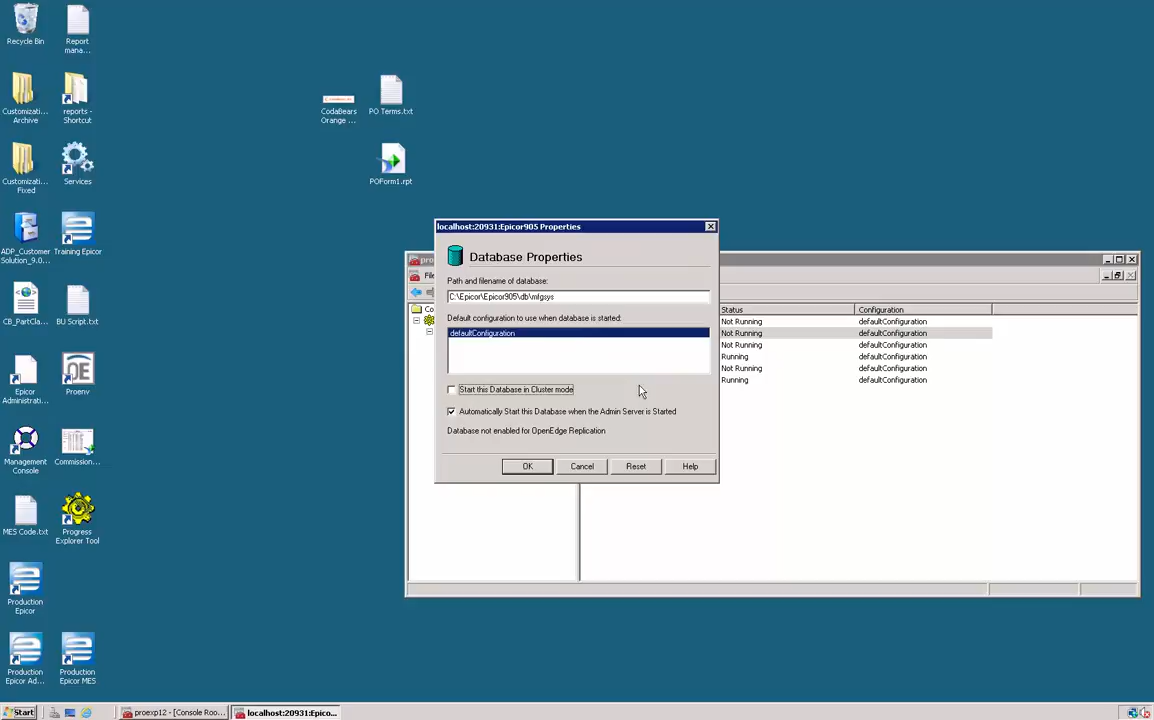 Recycle Bin
Report
mana...
Customizati...
Archive
reports -
Shortcut
CodaBears
Orange ...
PO Terms.txt
Customizati...
Fixed
Services
POForm1.rpt
ADP_Customer
Solution_9.0...
Training Epicor
CB_PartCla...
BU Script.txt
Epicor
Administrati...
Proenv
Management
Console
Commission...
MES Code.txt
Progress
Explorer Tool
Production
Epicor
Production
Epicor Ad...
Production
Epicor MES
localhost:20931:Epicor905 Properties
Database Properties
Path and filename of database:
C:\Epicor\Epicor905\db\mfgsys
Default configuration to use when database is started:
defaultConfiguration
Start this Database in Cluster mode
Automatically Start this Database when the Admin Server is Started
Database not enabled for OpenEdge Replication
OK
Cancel
Reset
Help
Status
Configuration
Not Running
defaultConfiguration
Not Running
defaultConfiguration
Not Running
defaultConfiguration
Running
defaultConfiguration
Not Running
defaultConfiguration
Running
defaultConfiguration
Start
proexp12 - [Console Roo...
localhost:20931:Epico...